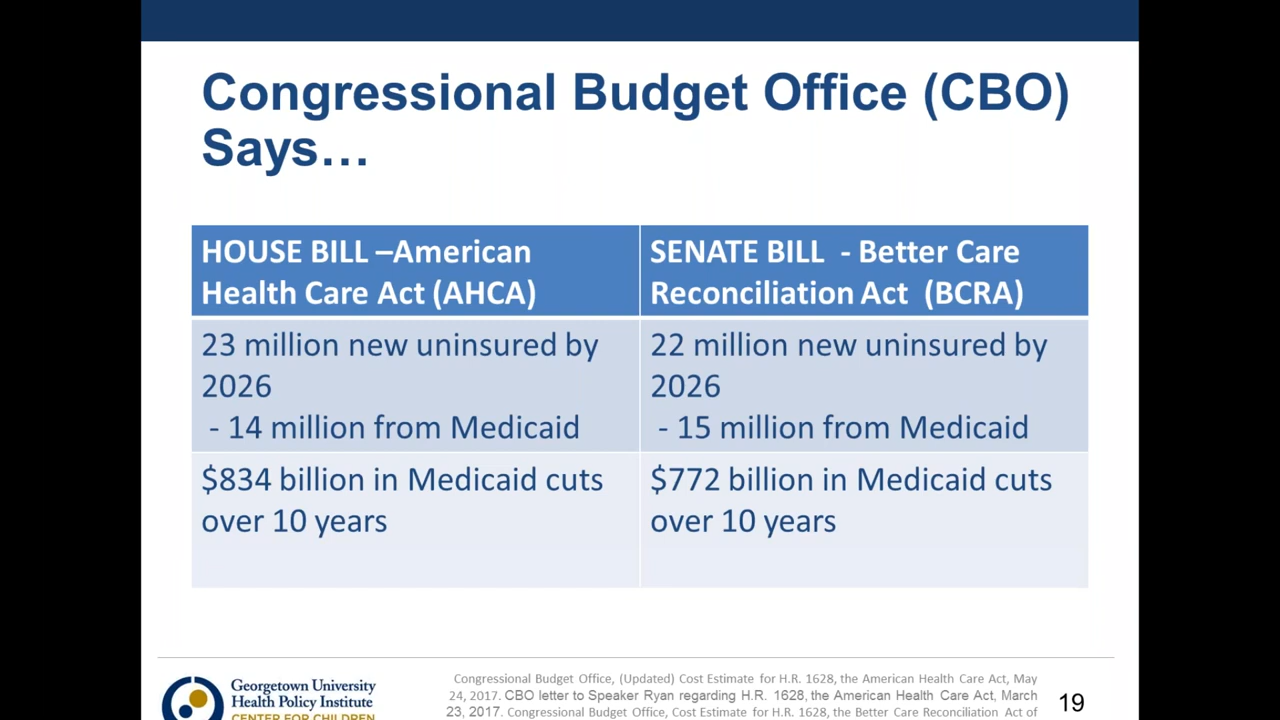 Congressional Budget Office (CBO)
Says…
HOUSE BILL –American
Health Care Act (AHCA)
SENATE BILL - Better Care
Reconciliation Act (BCRA)
23 million new uninsured by
2026
- 14 million from Medicaid
22 million new uninsured by
2026
- 15 million from Medicaid
$834 billion in Medicaid cuts
over 10 years
$772 billion in Medicaid cuts
over 10 years
Georgetown University
Health Policy Institute
CENTER FOR CHILDREN
Congressional Budget Office, (Updated) Cost Estimate for H.R. 1628, the American Health Care Act, May
24, 2017. CBO letter to Speaker Ryan regarding H.R. 1628, the American Health Care Act, March
23, 2017. Congressional Budget Office, Cost Estimate for H.R. 1628, the Better Care Reconciliation Act of
19